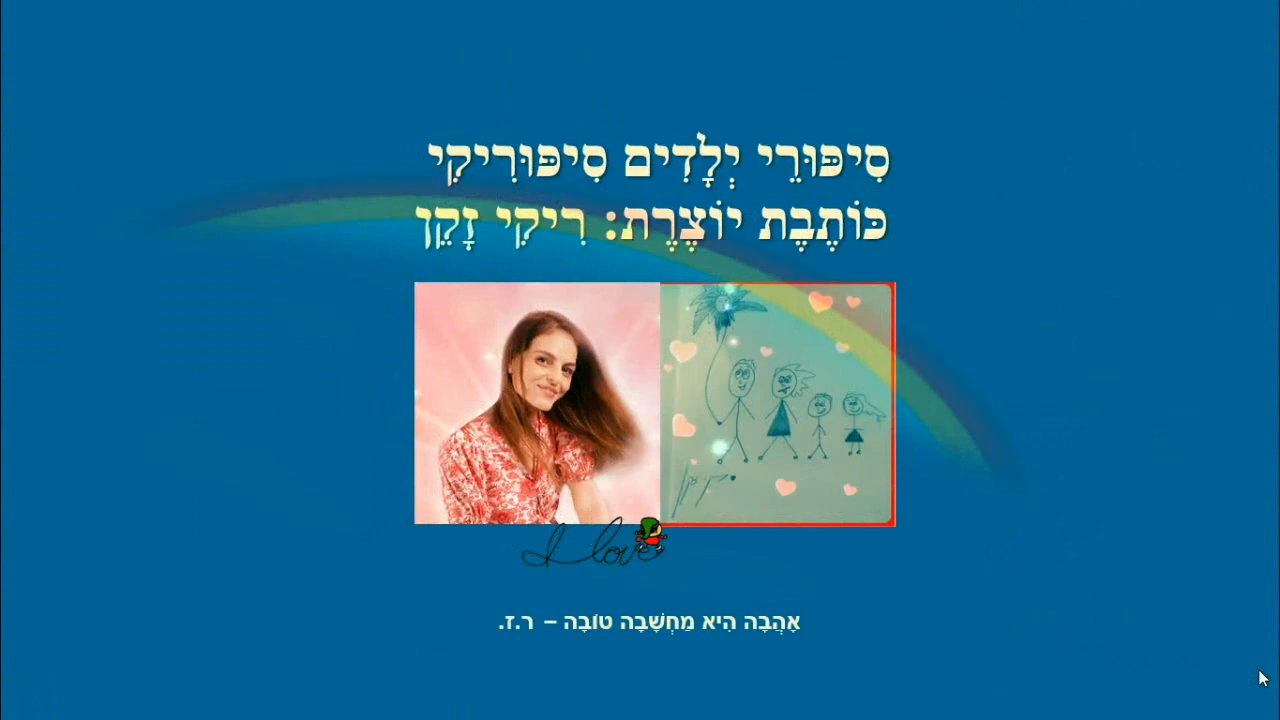 סִיפּוּרֵי יְלָדִים סִיפּוּרִיקִי
כּוֹתֶבֶת יוֹצֶרֶת: רִיקִי זָקֵן
I love
אָהֲבָה הִיא מַחְשָׁבָה טוֹבָה – ר.ז.